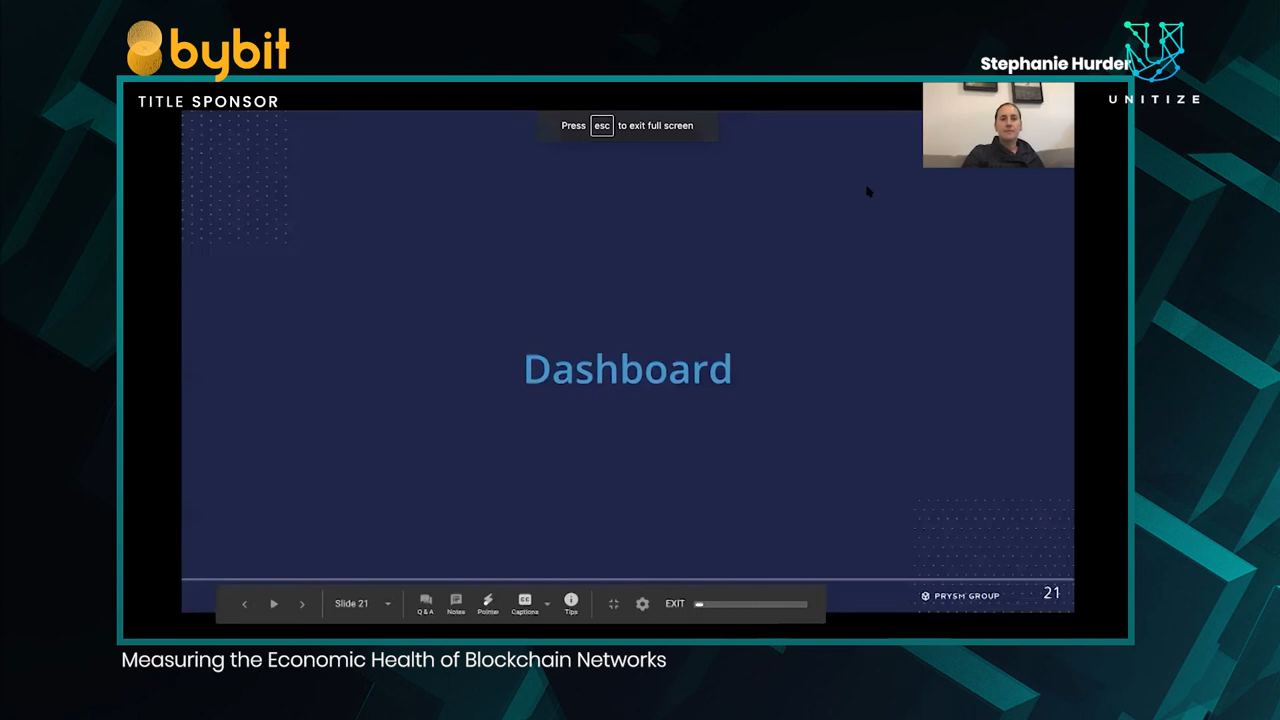 bybit
Stephanie Hurder
UNITIZE
TITLE SPONSOR
Press esc to exit full screen
Dashboard
Slide 21
Q&A
Notes
Pointer
CC
Captions
Tips
EXIT
PRYSM GROUP
21
Measuring the Economic Health of Blockchain Networks